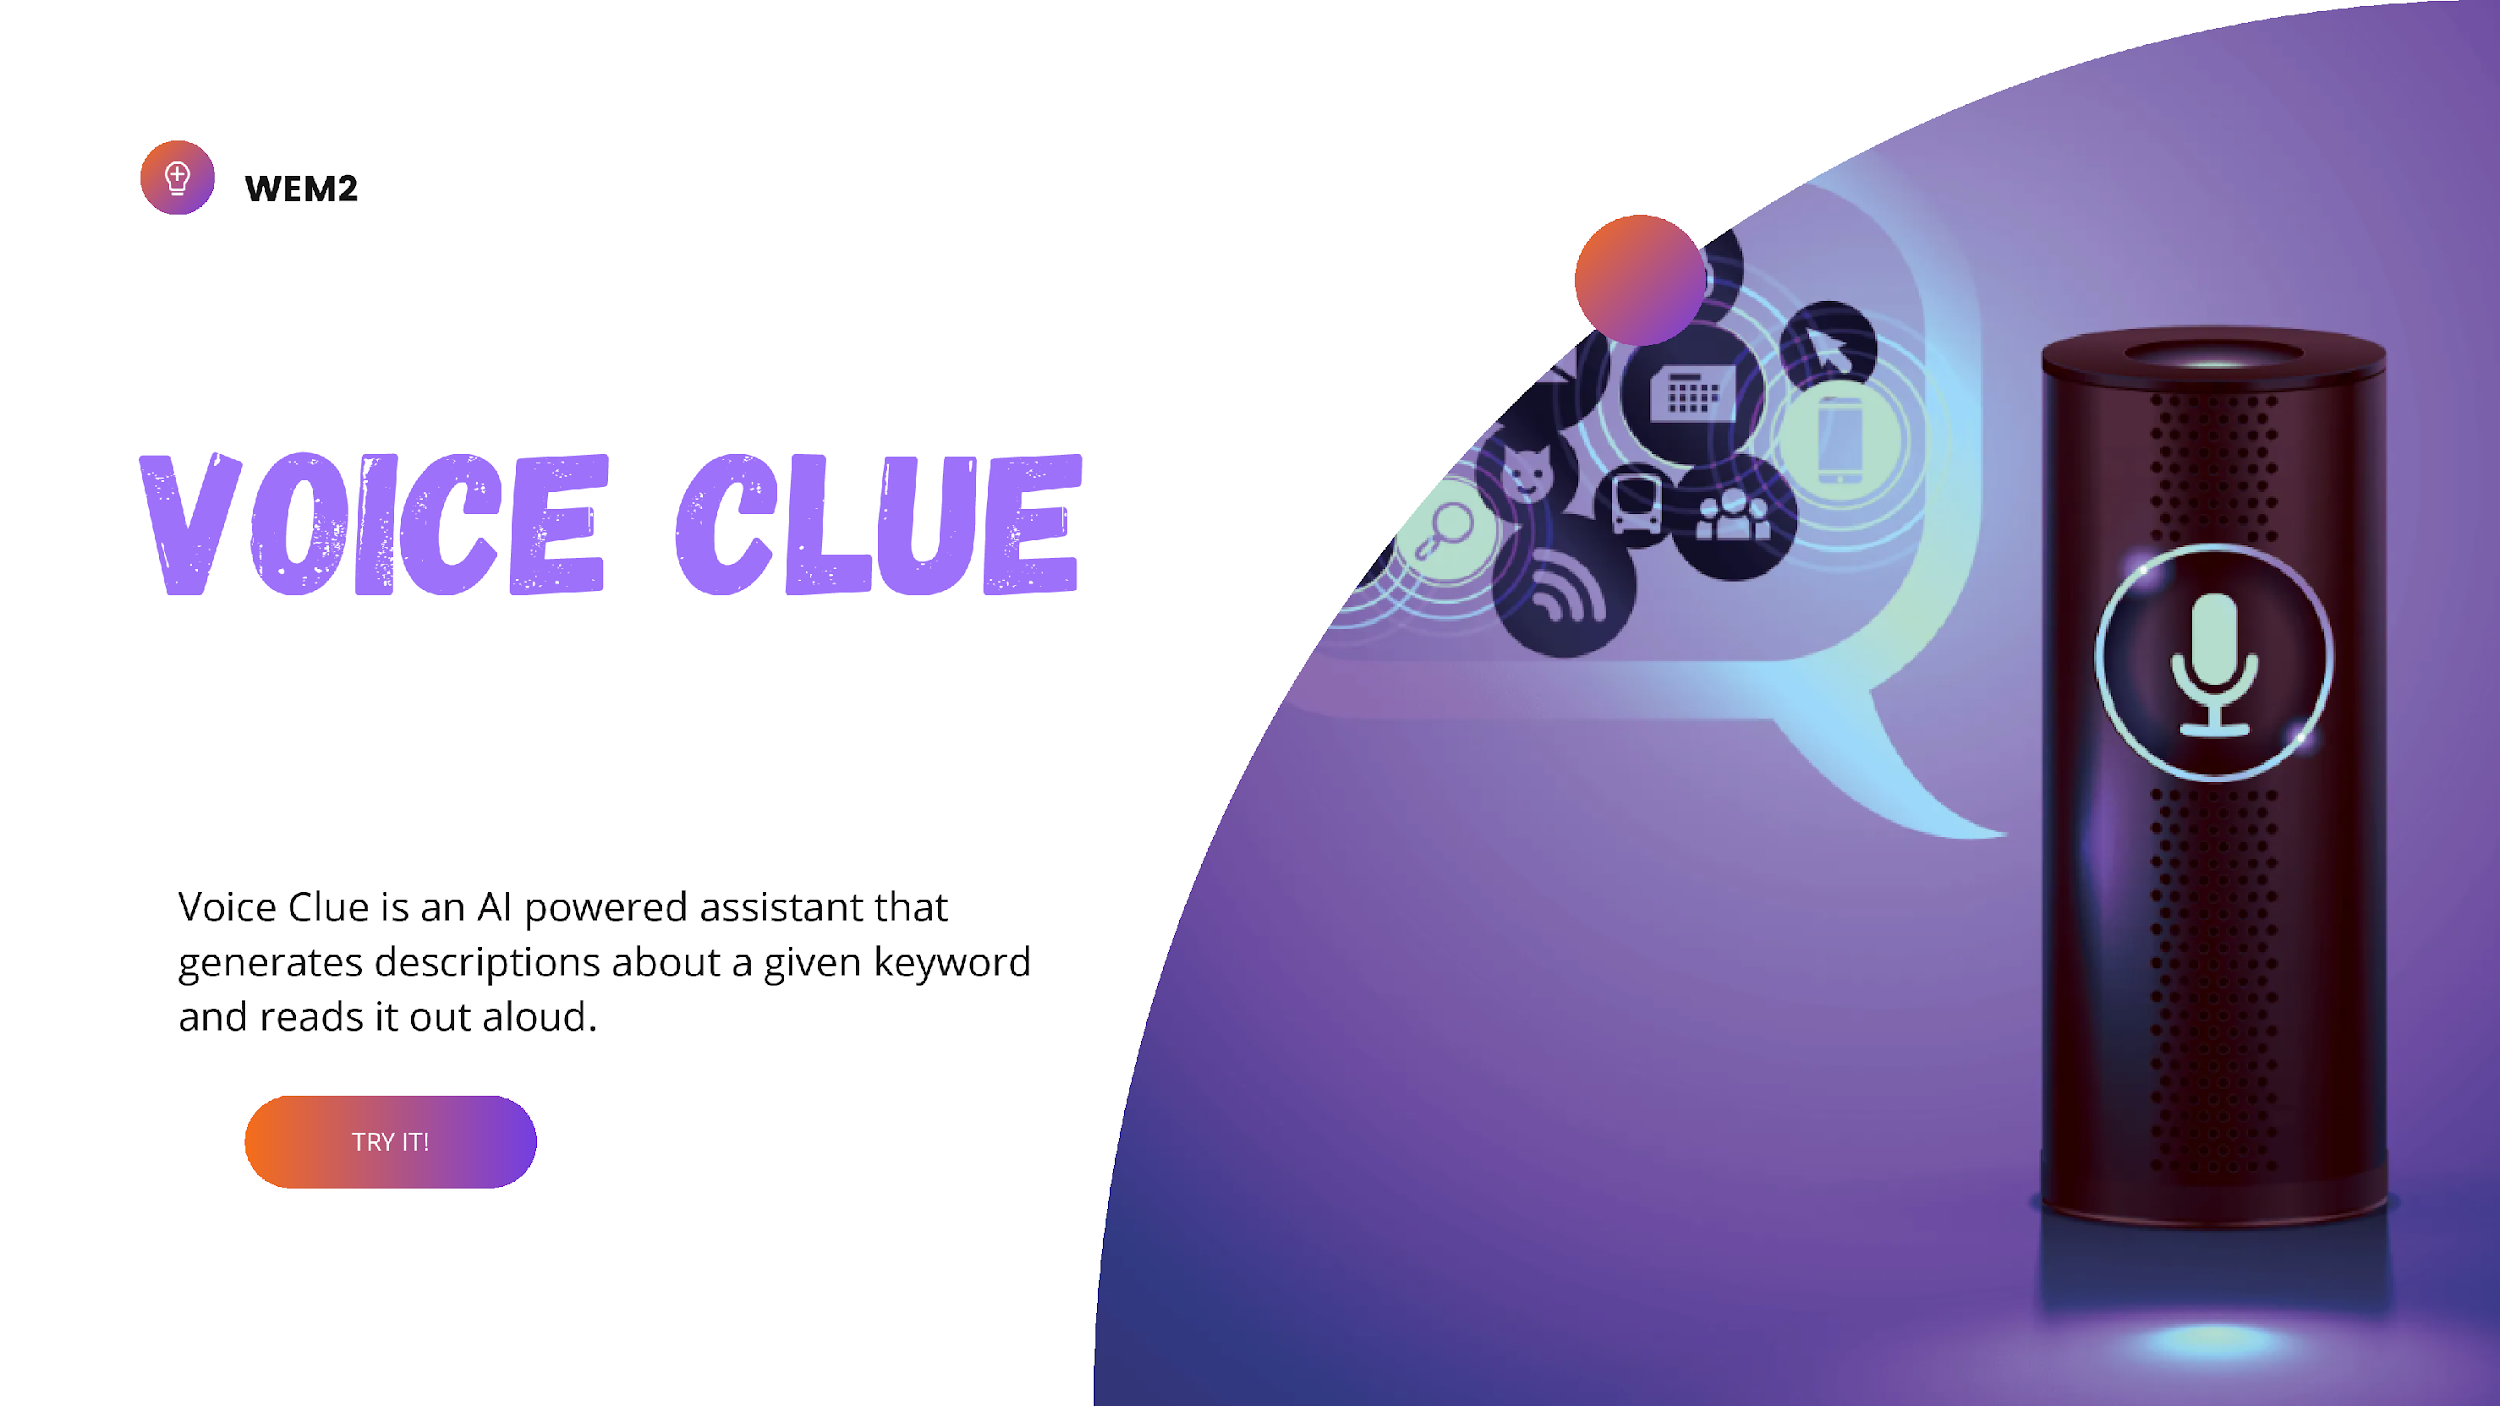 WEM2
VOICE CLUE
Voice Clue is an AI powered assistant that
generates descriptions about a given keyword
and reads it out aloud.
TRY IT!